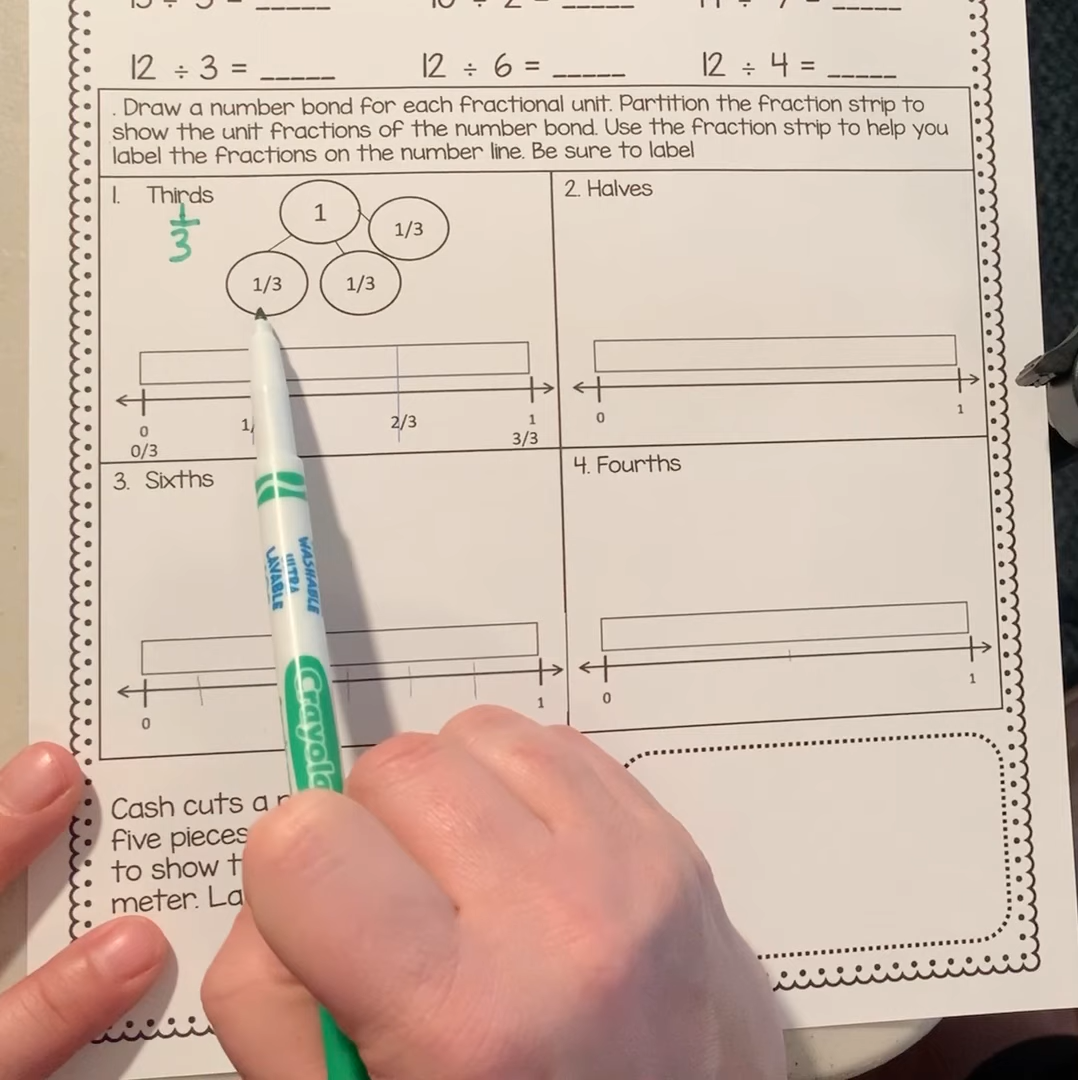 12 ÷ 3 = _____ 12 ÷ 6 = _____ 12 ÷ 4 = _____
. Draw a number bond for each fractional unit. Partition the fraction strip to
show the unit fractions of the number bond. Use the fraction strip to help you
label the fractions on the number line. Be sure to label
1. Thirds
1/3
1
1/3
1/3 1/3
0 2/3 1
0/3 3/3
2. Halves
0 1
3. Sixths
0 1
4. Fourths
0 1
Cash cuts a
five pieces
to show
meter.
WASHABLE
ULTRA
LAVABLE
Crayola